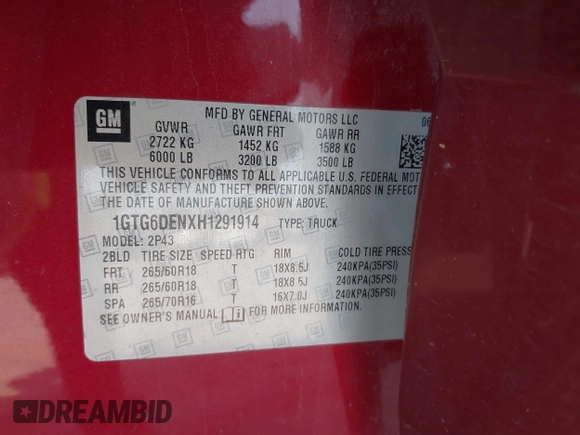 GM
MFD BY GENERAL MOTORS LLC 06
GVWR GAWR FRT GAWR RR
2722 KG 1452 KG 1588 KG
6000 LB 3200 LB 3500 LB
THIS VEHICLE CONFORMS TO ALL APPLICABLE U.S. FEDERAL MOT
VEHICLE SAFETY AND THEFT PREVENTION STANDARDS IN EFFECT
THE DATE OF MANUFACTURE SHOWN ABOVE.
1GTG6DENXH1291914 TYPE: TRUCK
MODEL: 2P43
2BLD TIRE SIZE SPEED RTG RIM COLD TIRE PRESS
FRT 265/60R18 T 18X8.5J 240KPA(35PSI)
RR 265/60R18 T 18X8.5J 240KPA(35PSI)
SPA 265/70R16 T 16X7.0J 240KPA(35PSI)
SEE OWNER'S MANUAL FOR MORE INFORMATION.
DREAMBID